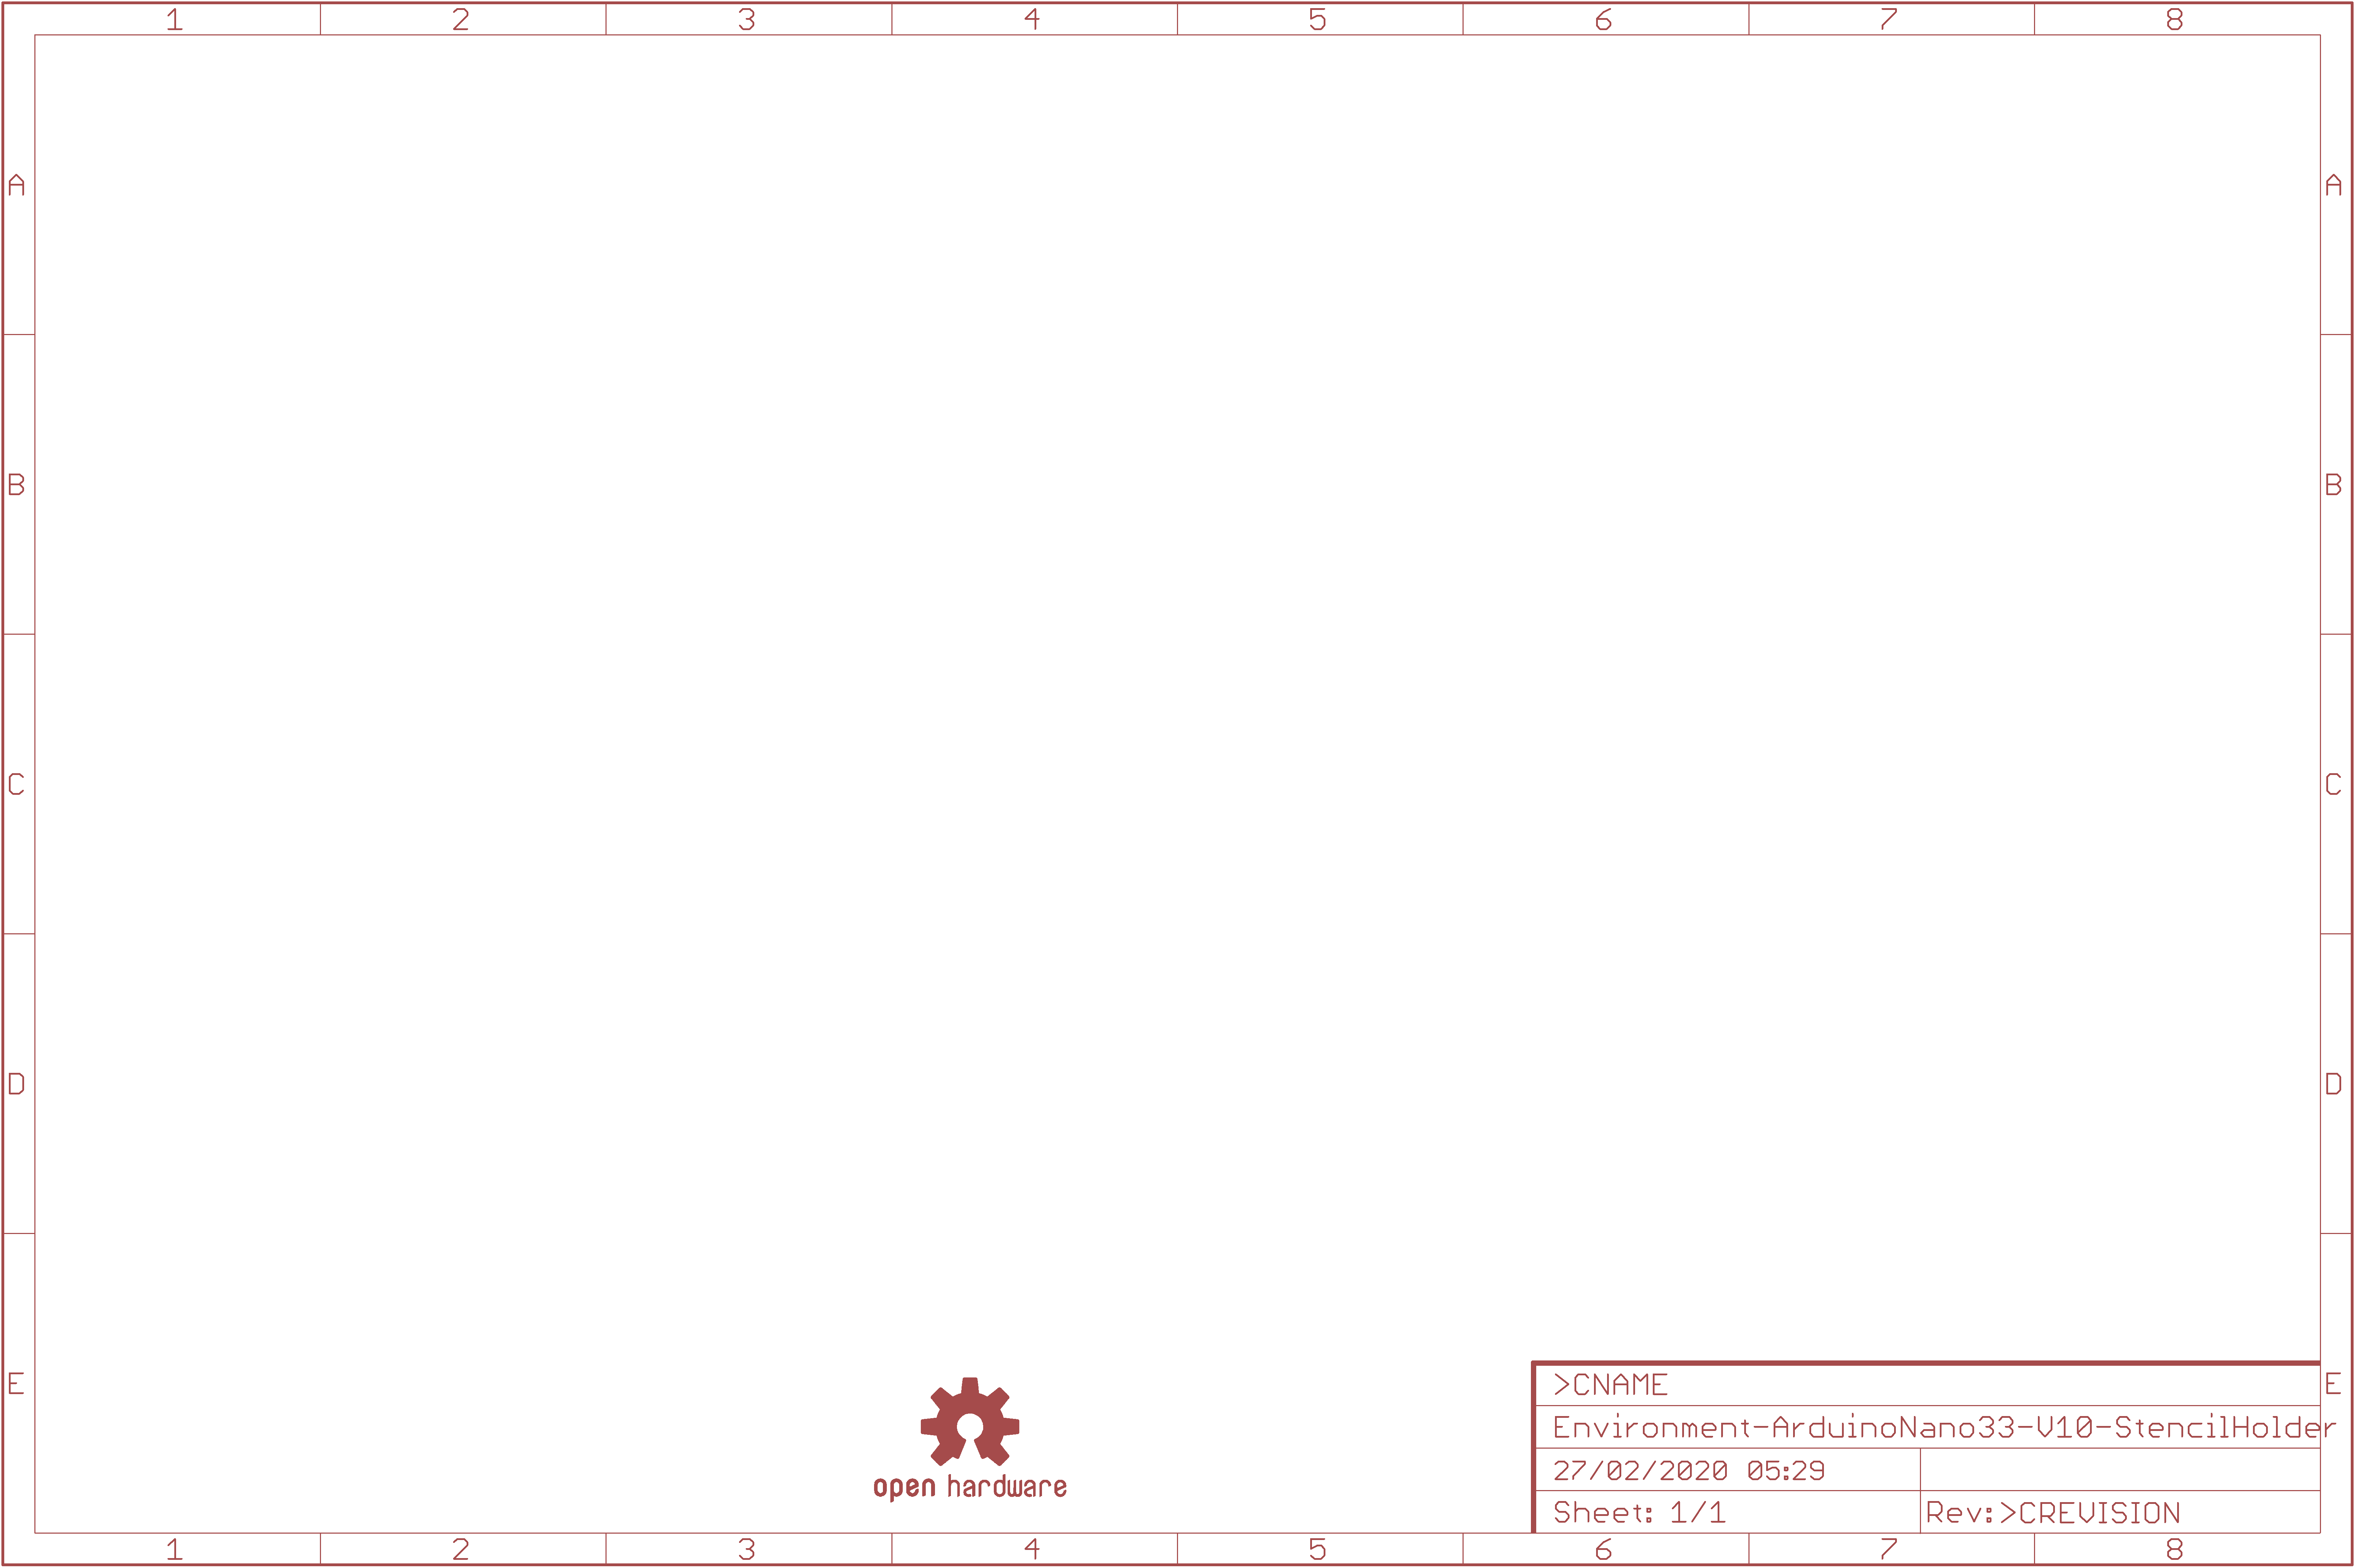 1 2 3 4 5 6 7 8
A A
B B
C C
D D
E E
open hardware
>CNAME
Environment-ArduinoNano33-V10-StencilHolder
27/02/2020 05:29
Sheet: 1/1 Rev:>CREVISION
1 2 3 4 5 6 7 8